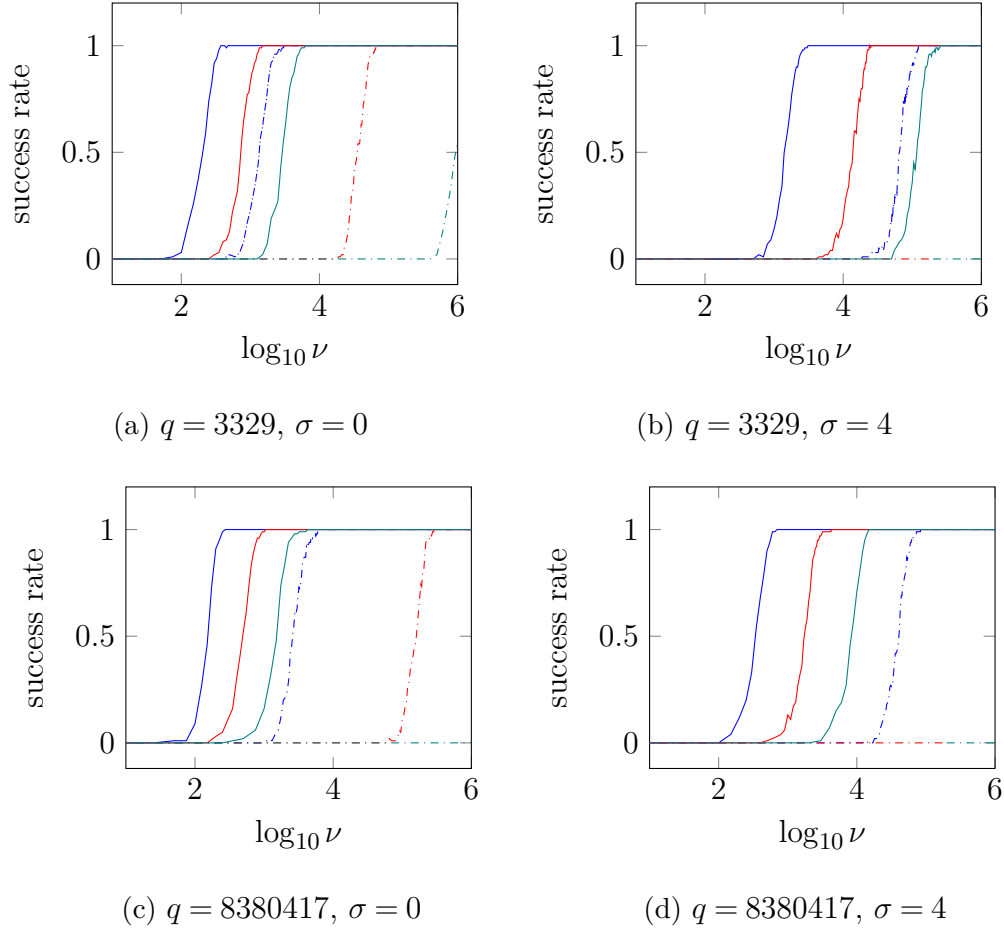 1
0.5
0
success rate
2 4 6
log₁₀ ν
(a) q = 3329, σ = 0
1
0.5
0
success rate
2 4 6
log₁₀ ν
(b) q = 3329, σ = 4
1
0.5
0
success rate
2 4 6
log₁₀ ν
(c) q = 8380417, σ = 0
1
0.5
0
success rate
2 4 6
log₁₀ ν
(d) q = 8380417, σ = 4